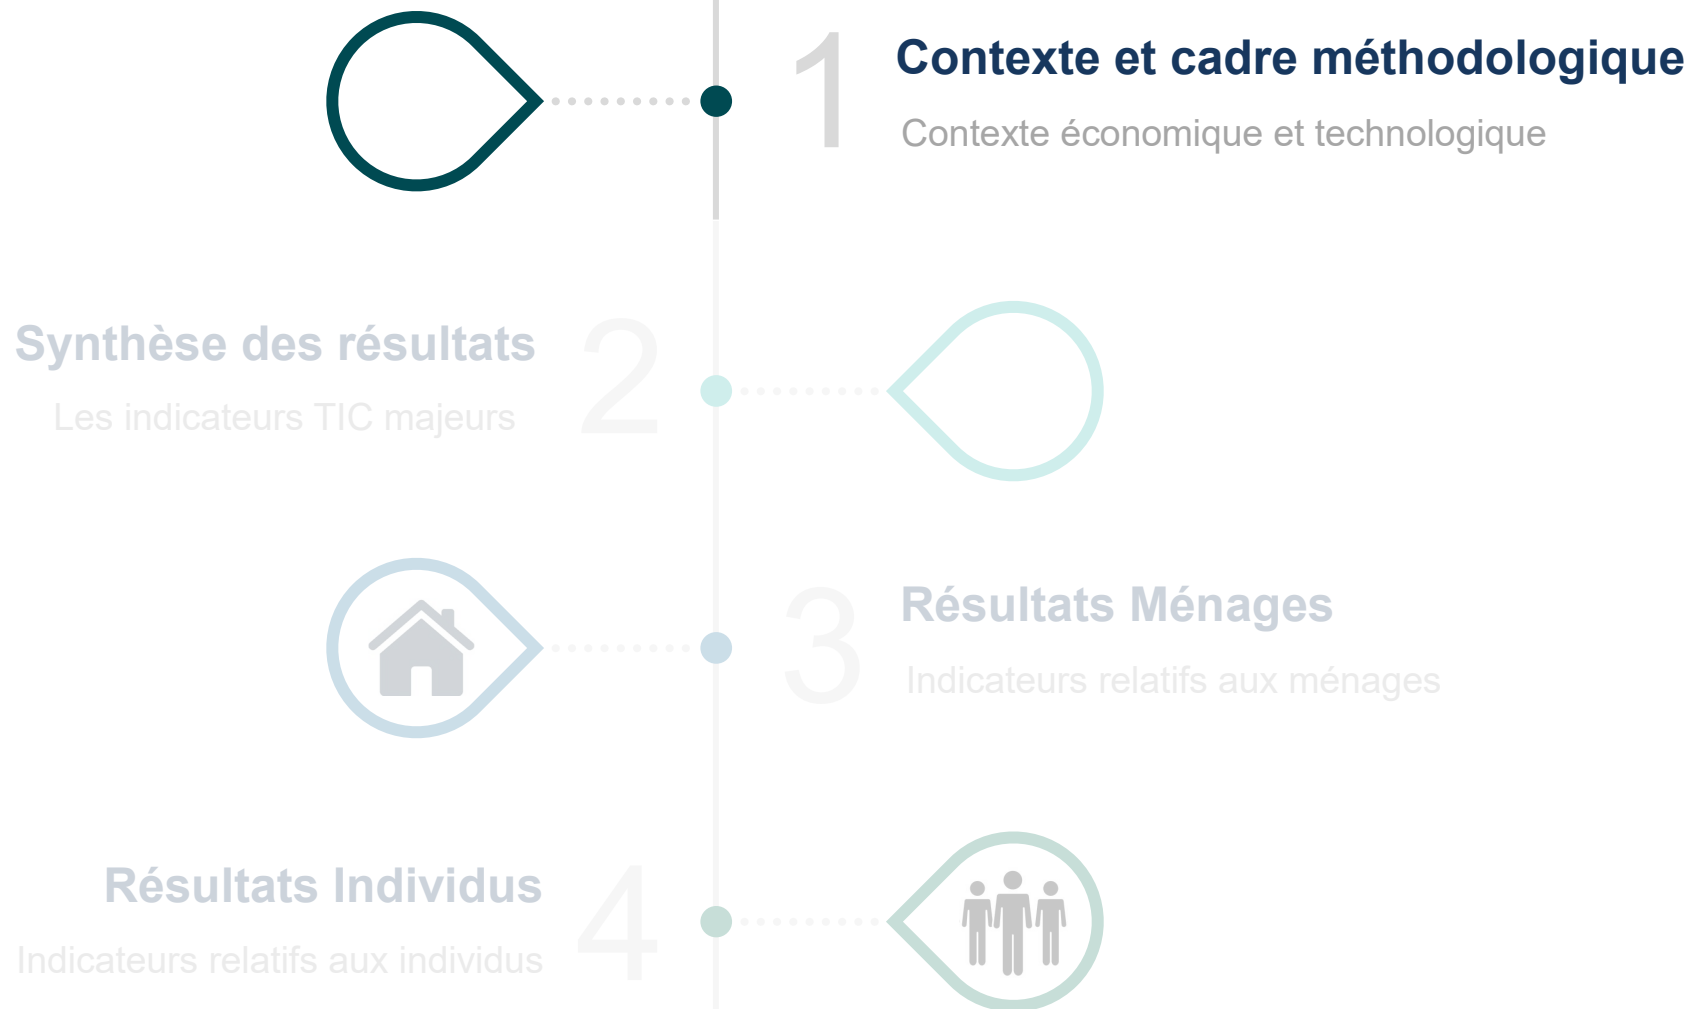 1
Contexte et cadre méthodologique
Contexte économique et technologique
Synthèse des résultats
2
Les indicateurs TIC majeurs
3
Résultats Ménages
Indicateurs relatifs aux ménages
Résultats Individus
4
Indicateurs relatifs aux individus